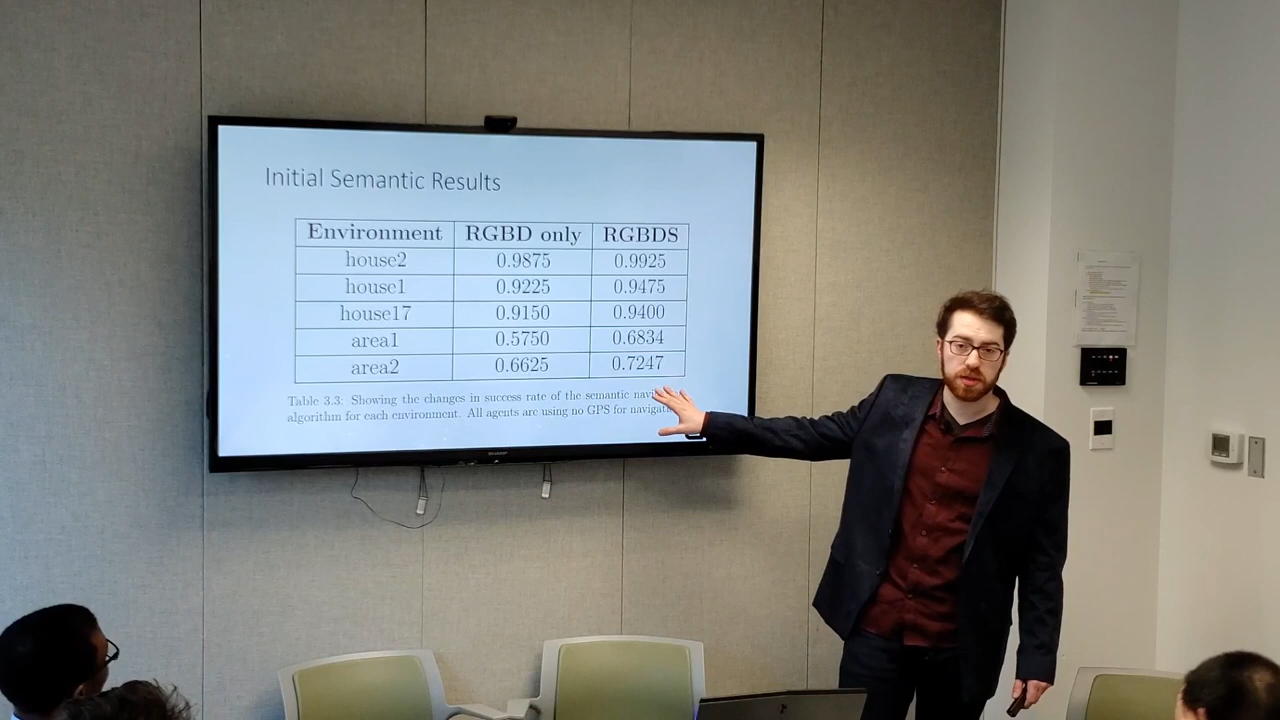 Initial Semantic Results
Environment RGBD only RGBDS
house2 0.9875 0.9925
house1 0.9225 0.9475
house17 0.9150 0.9400
area1 0.5750 0.6834
area2 0.6625 0.7247
Table 3.3: Showing the changes in success rate of the semantic
algorithm for each environment. All agents are using no GPS for
SHARP